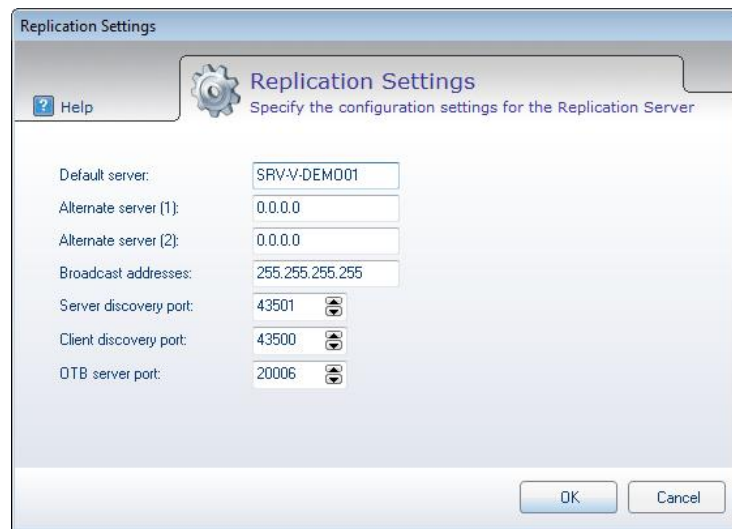 Replication Settings
Replication Settings
? Help
Specify the configuration settings for the Replication Server
Default server: SRV-V-DEMO01
Alternate server (1): 0.0.0.0
Alternate server (2): 0.0.0.0
Broadcast addresses: 255.255.255.255
Server discovery port: 43501
Client discovery port: 43500
OTB server port: 20006
OK Cancel